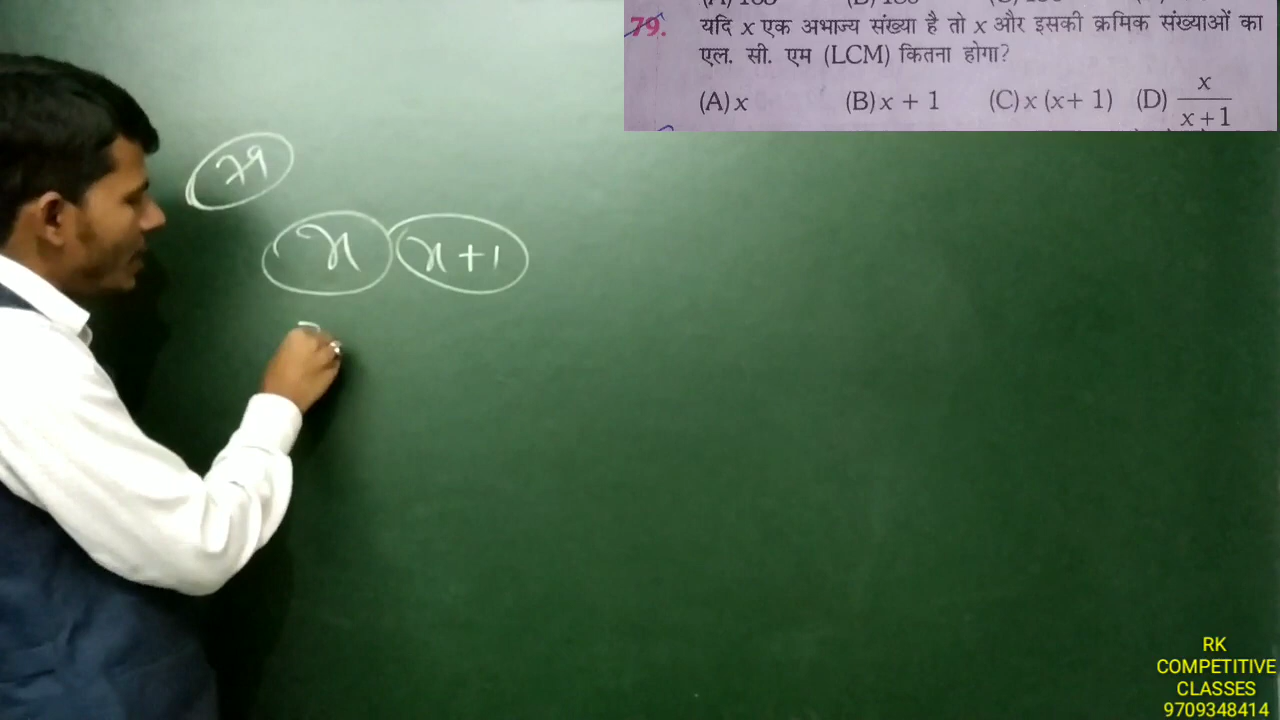 79.
यदि x एक अभाज्य संख्या है तो x और इसकी क्रमिक संख्याओं का
एल. सी. एम (LCM) कितना होगा?
(A) x (B) x + 1 (C) x (x+ 1) (D) x/x+1
79
x x+1
RK
COMPETITIVE
CLASSES
9709348414